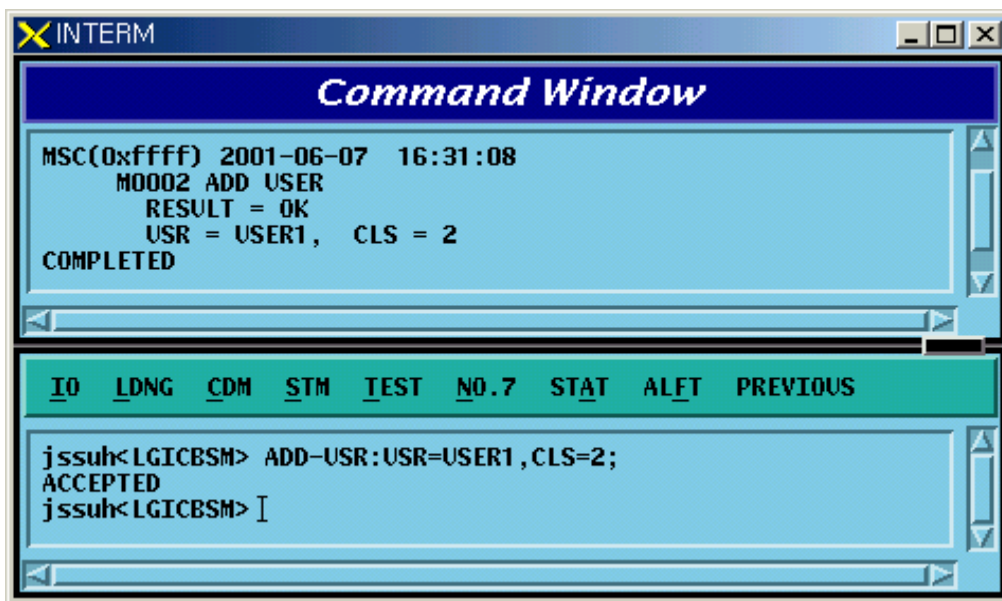 INTERM
Command Window
MSC(0xffff) 2001-06-07 16:31:08
M0002 ADD USER
RESULT = OK
USR = USER1, CLS = 2
COMPLETED
IO LDNG CDM STM TEST NO.7 STAT ALFT PREVIOUS
jssuh<LGICBSM> ADD-USR:USR=USER1,CLS=2;
ACCEPTED
jssuh<LGICBSM>